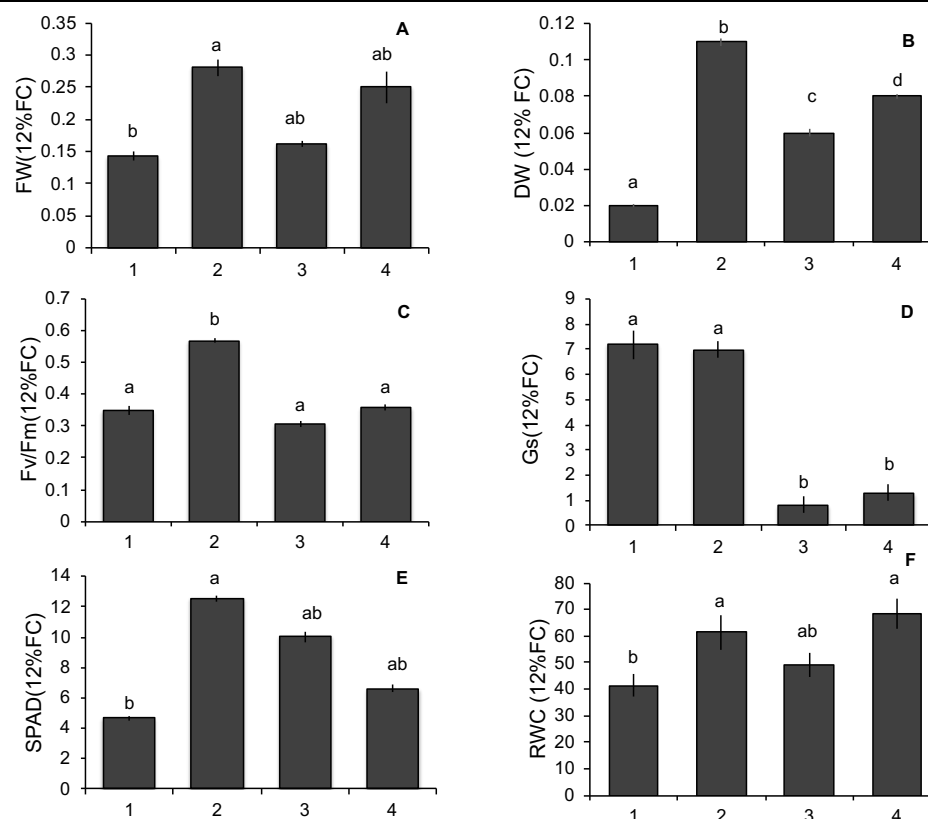 A
FW(12%FC)
0.35
0.3
0.25
0.2
0.15
0.1
0.05
0
b
a
ab
ab
1 2 3 4
B
DW (12% FC)
0.12
0.1
0.08
0.06
0.04
0.02
0
a
b
c
d
1 2 3 4
C
Fv/Fm(12%FC)
0.7
0.6
0.5
0.4
0.3
0.2
0.1
0
a
b
a
a
1 2 3 4
D
Gs(12%FC)
9
8
7
6
5
4
3
2
1
0
a
a
b
b
1 2 3 4
E
SPAD(12%FC)
14
12
10
8
6
4
2
0
b
a
ab
ab
1 2 3 4
F
RWC (12%FC)
80
70
60
50
40
30
20
10
0
b
a
ab
a
1 2 3 4